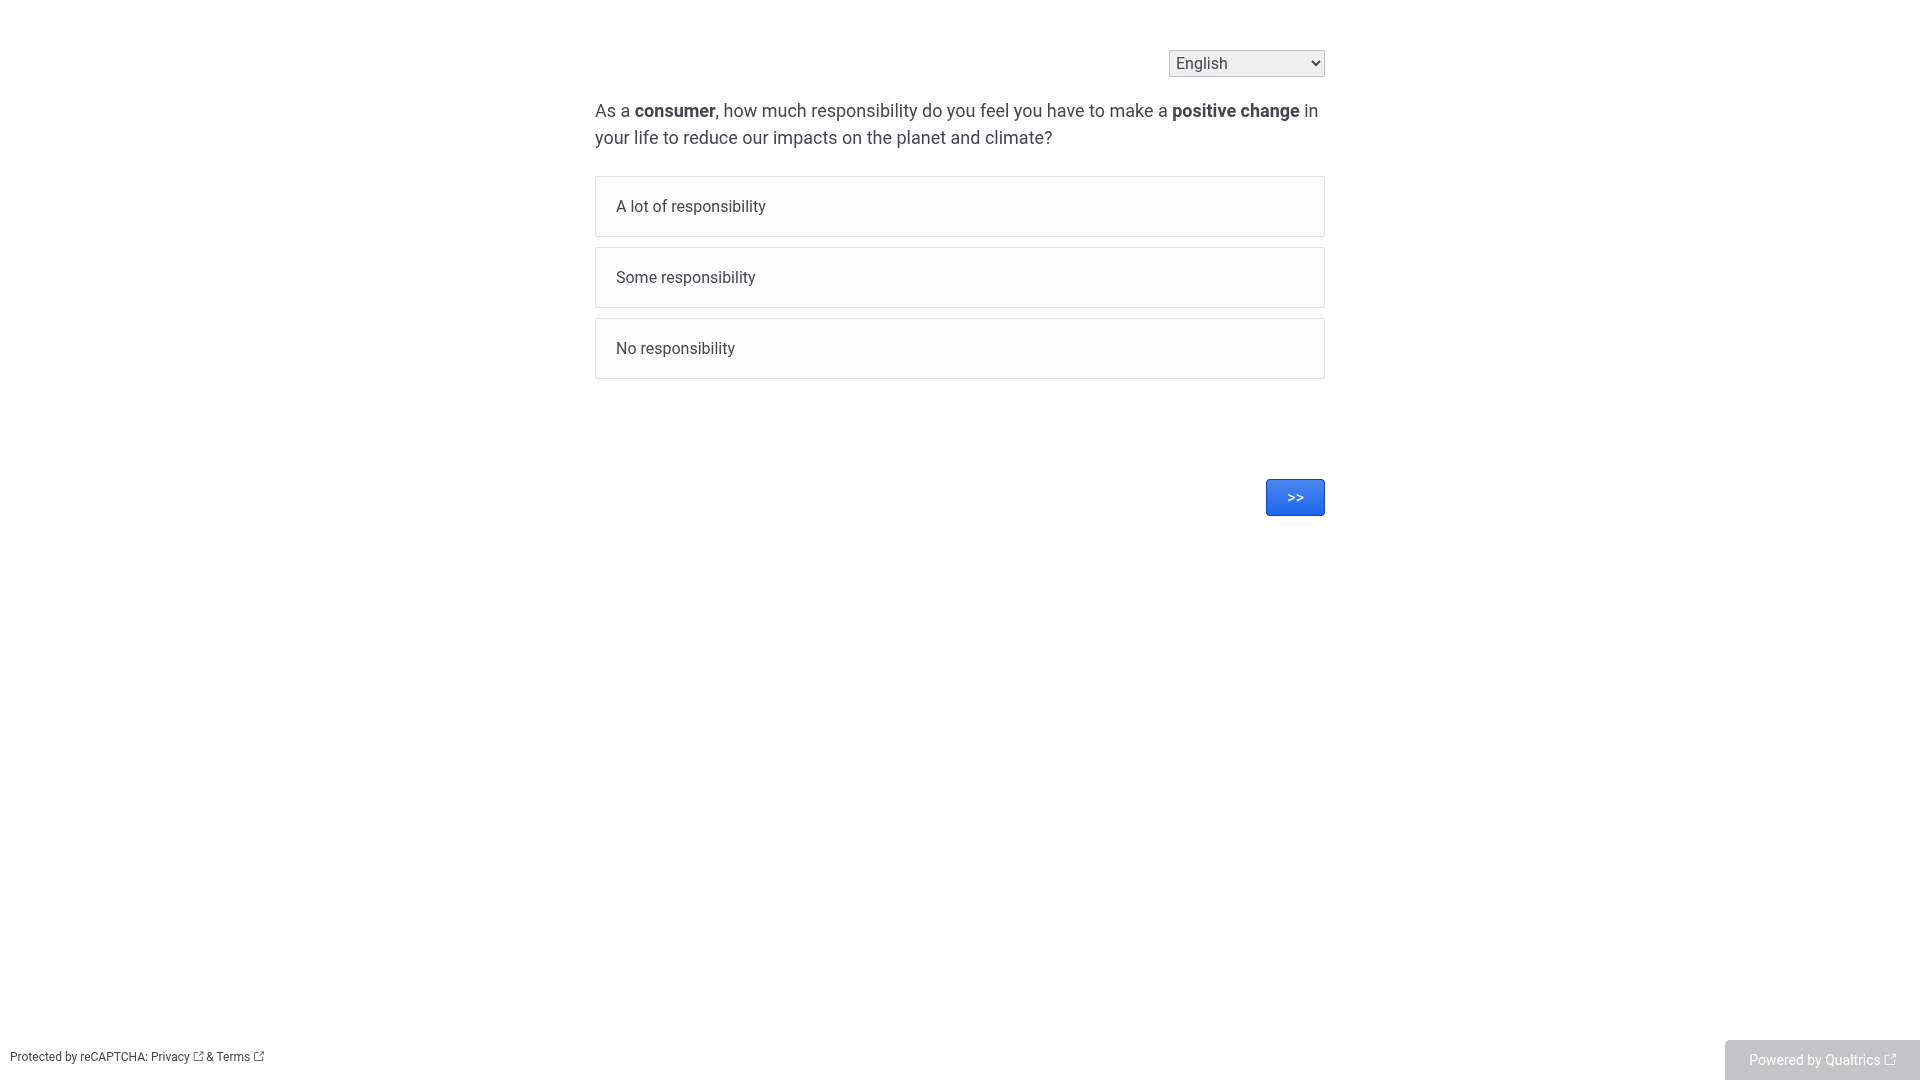 English
As a consumer, how much responsibility do you feel you have to make a positive change in
your life to reduce our impacts on the planet and climate?
A lot of responsibility
Some responsibility
No responsibility
>>
Protected by reCAPTCHA: Privacy & Terms
Powered by Qualtrics